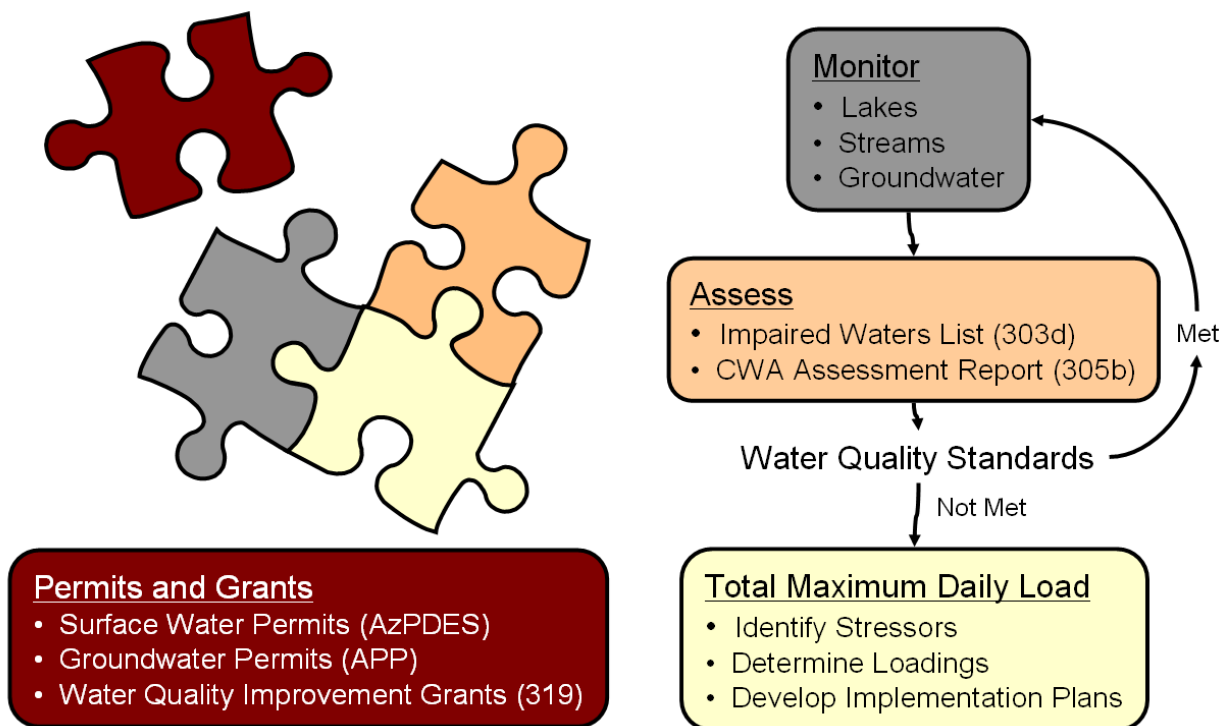 Monitor
• Lakes
• Streams
• Groundwater
Assess
• Impaired Waters List (303d)
• CWA Assessment Report (305b)
Met
Water Quality Standards
Not Met
Permits and Grants
• Surface Water Permits (AzPDES)
• Groundwater Permits (APP)
• Water Quality Improvement Grants (319)
Total Maximum Daily Load
• Identify Stressors
• Determine Loadings
• Develop Implementation Plans